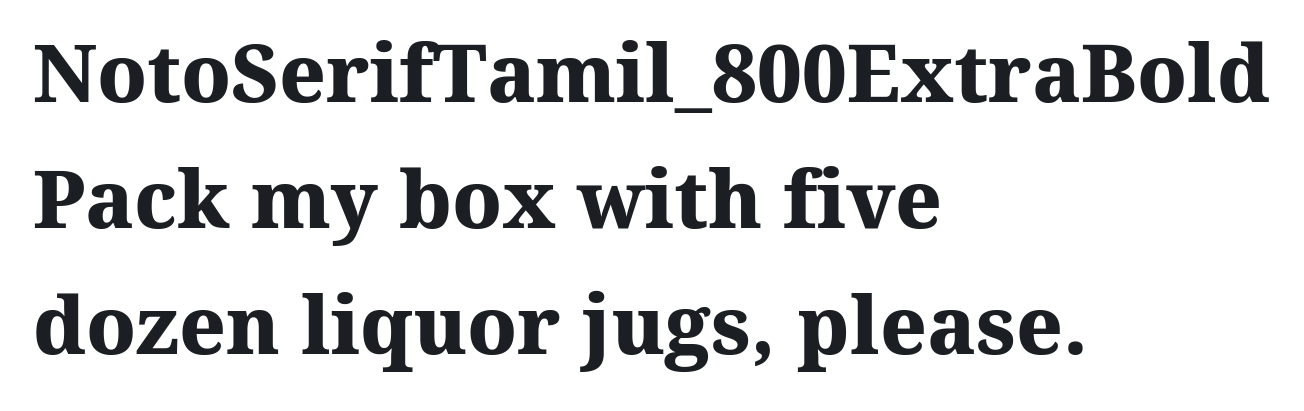 NotoSerifTamil_800ExtraBold
Pack my box with five
dozen liquor jugs, please.